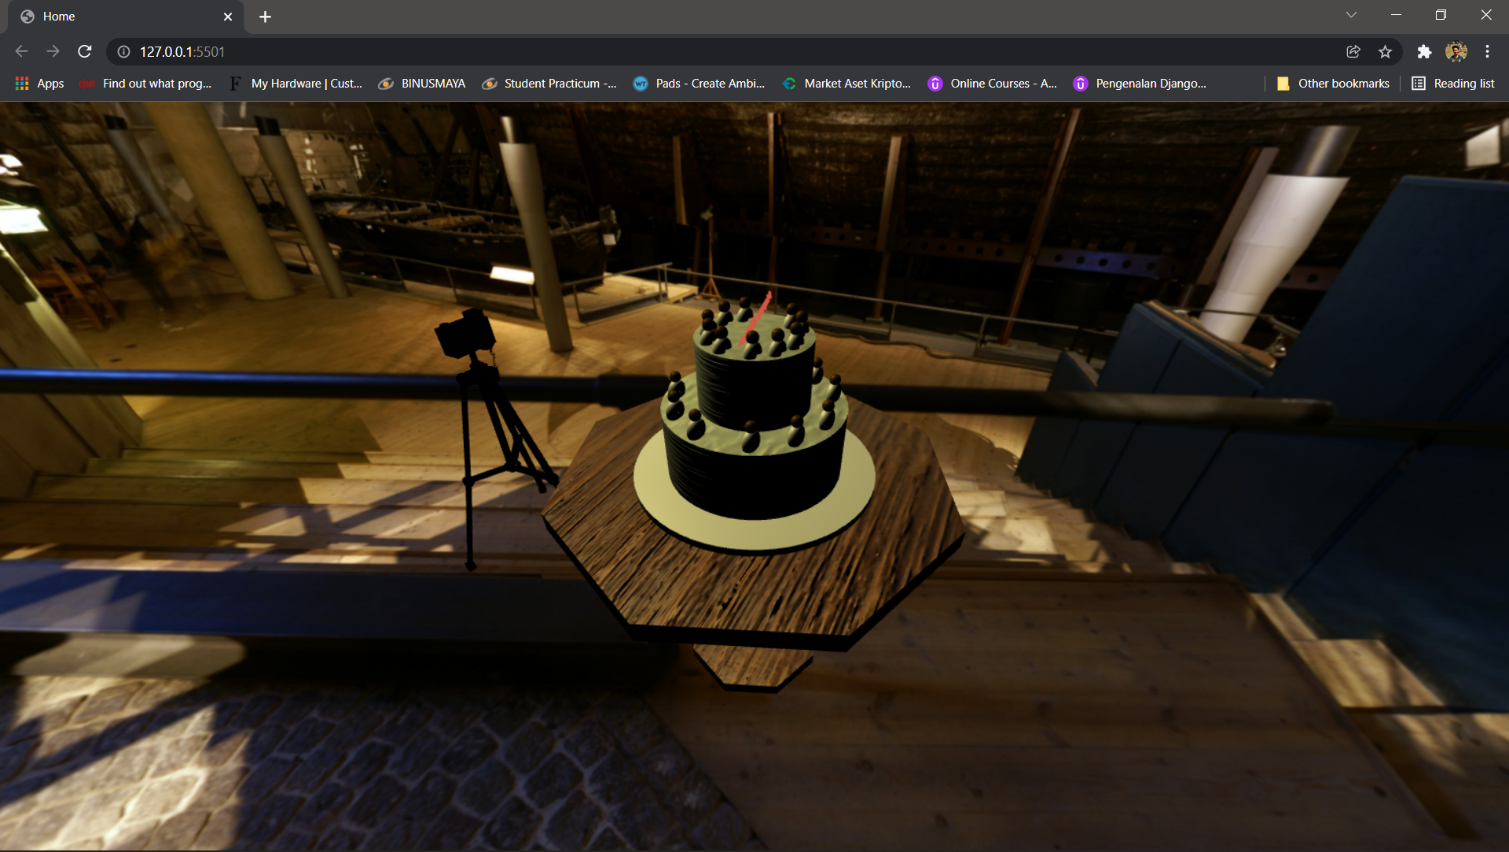 Home
127.0.0.1:5501
Apps
Find out what prog...
F
My Hardware | Cust...
BINUSMAYA
Student Practicum -...
WT
Pads - Create Ambi...
Market Aset Kripto...
Online Courses - A...
Pengenalan Django...
Other bookmarks
Reading list